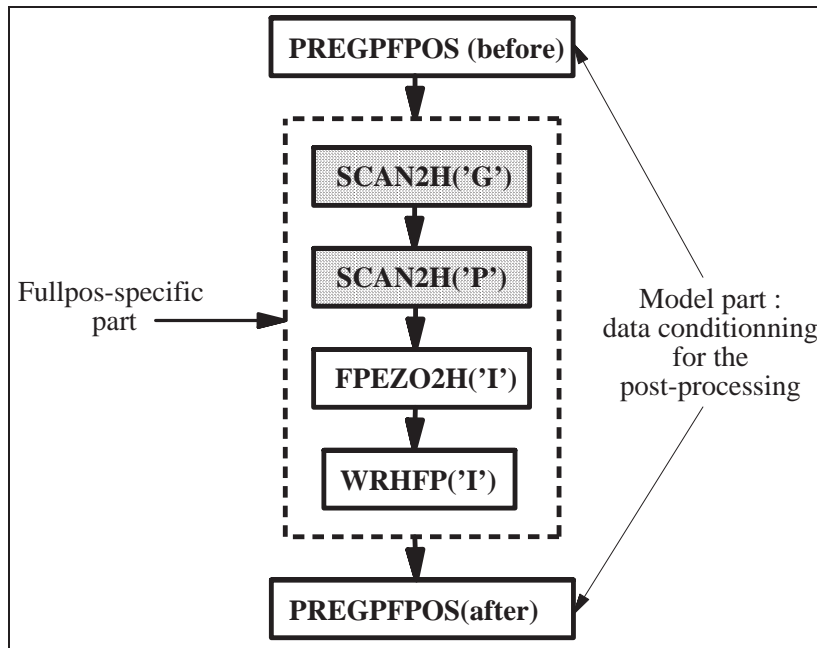 PREGPFPOS (before)
SCAN2H('G')
SCAN2H('P')
Fullpos-specific
part
FPEZO2H('I')
WRHFP('I')
Model part :
data conditionning
for the
post-processing
PREGPFPOS(after)